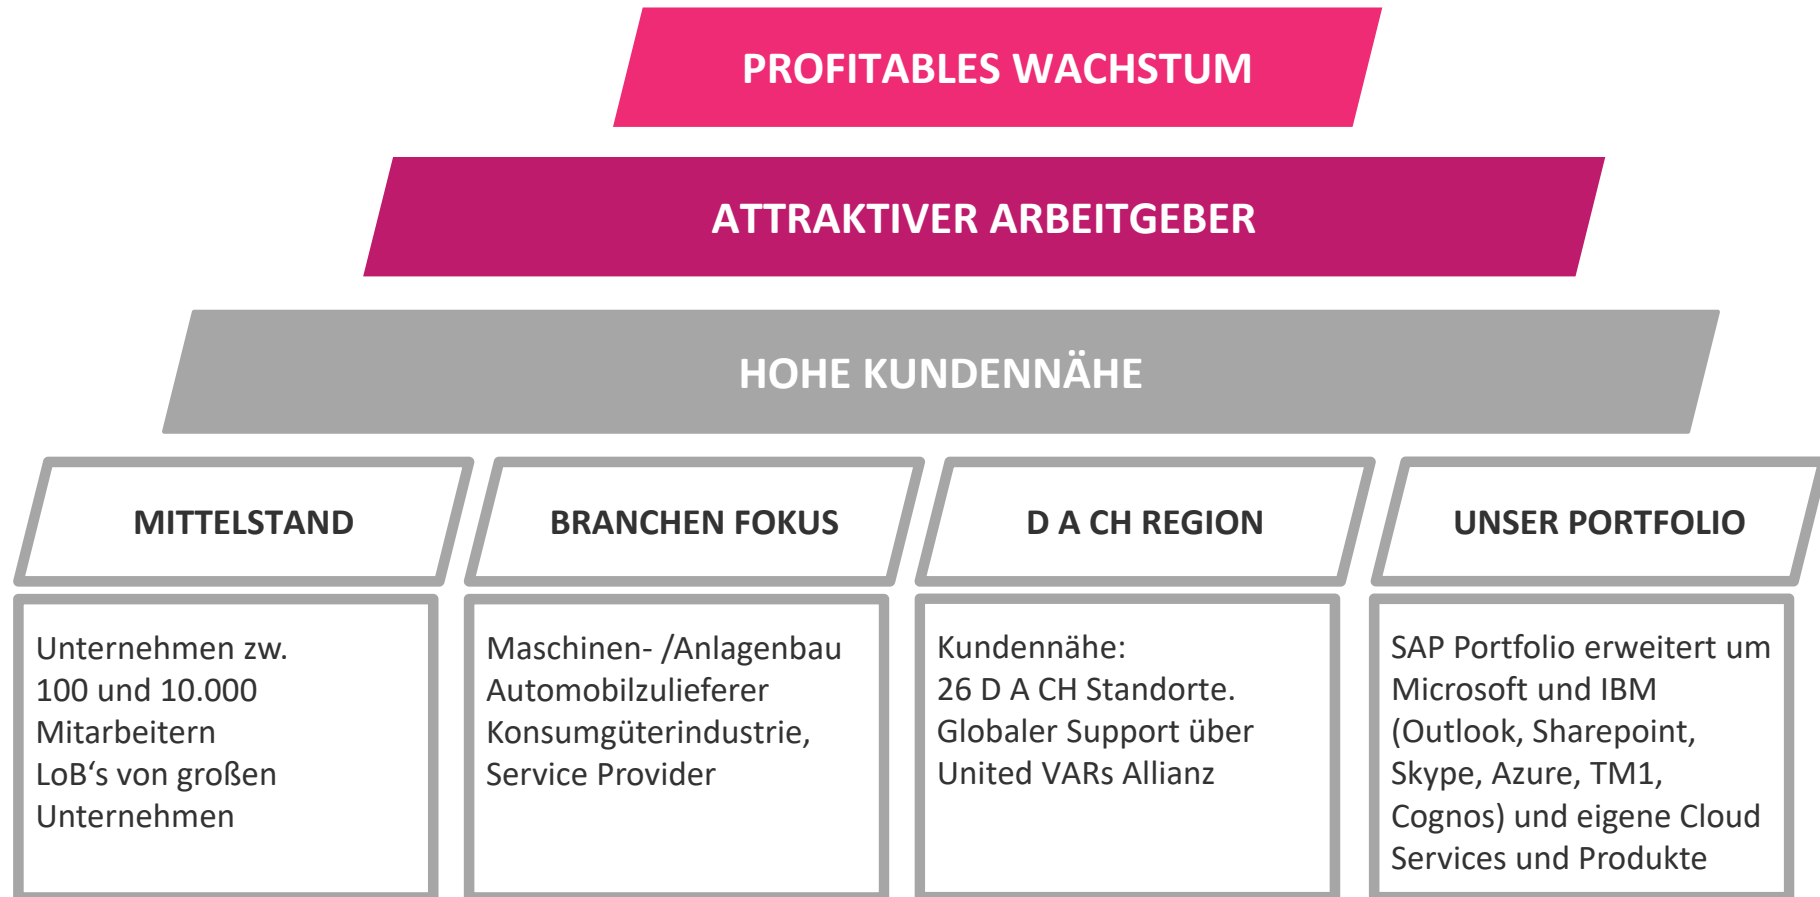 PROFITABLES WACHSTUM
ATTRAKTIVER ARBEITGEBER
HOHE KUNDENNÄHE
MITTELSTAND
Unternehmen zw.
100 und 10.000
Mitarbeitern
LoB‘s von großen
Unternehmen
BRANCHEN FOKUS
Maschinen- /Anlagenbau
Automobilzulieferer
Konsumgüterindustrie,
Service Provider
D A CH REGION
Kundennähe:
26 D A CH Standorte.
Globaler Support über
United VARs Allianz
UNSER PORTFOLIO
SAP Portfolio erweitert um
Microsoft und IBM
(Outlook, Sharepoint,
Skype, Azure, TM1,
Cognos) und eigene Cloud
Services und Produkte